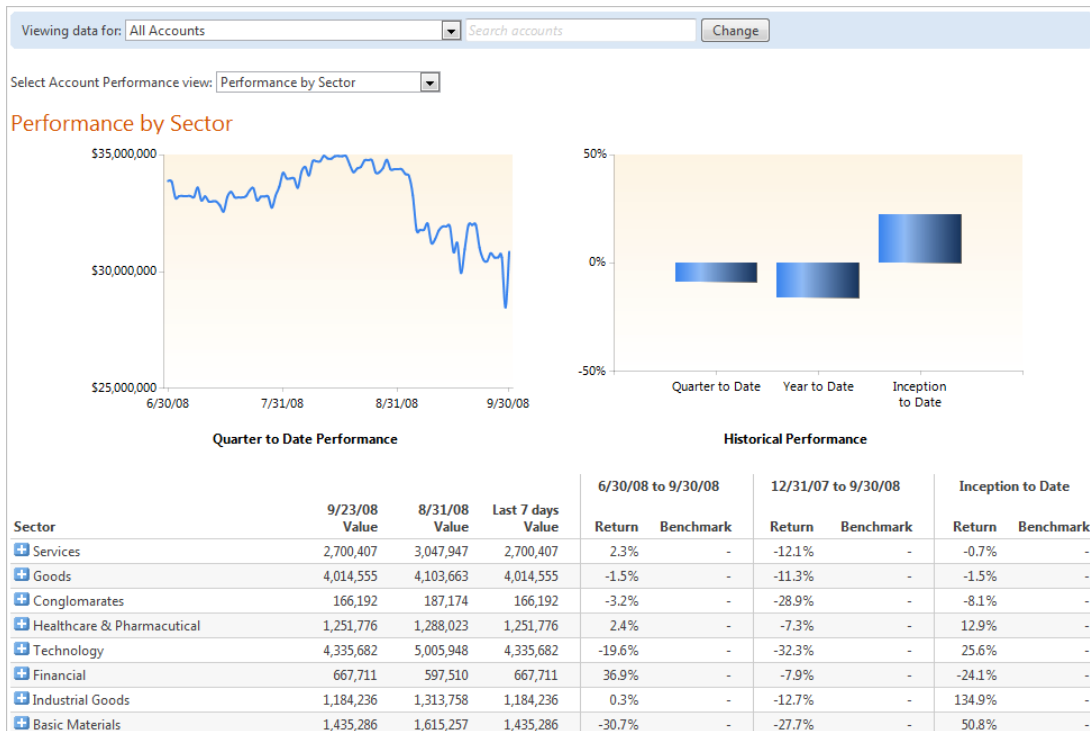 Viewing data for: All Accounts Search accounts Change
Select Account Performance view: Performance by Sector
Performance by Sector
$35,000,000
$30,000,000
$25,000,000
6/30/08 7/31/08 8/31/08 9/30/08
Quarter to Date Performance
50%
0%
-50%
Quarter to Date Year to Date Inception
to Date
Historical Performance
6/30/08 to 9/30/08 12/31/07 to 9/30/08 Inception to Date
9/23/08 8/31/08 Last 7 days
Sector Value Value Value Return Benchmark Return Benchmark Return Benchmark
Services 2,700,407 3,047,947 2,700,407 2.3% - -12.1% - -0.7% -
Goods 4,014,555 4,103,663 4,014,555 -1.5% - -11.3% - -1.5% -
Conglomarates 166,192 187,174 166,192 -3.2% - -28.9% - -8.1% -
Healthcare & Pharmacutical 1,251,776 1,288,023 1,251,776 2.4% - -7.3% - 12.9% -
Technology 4,335,682 5,005,948 4,335,682 -19.6% - -32.3% - 25.6% -
Financial 667,711 597,510 667,711 36.9% - -7.9% - -24.1% -
Industrial Goods 1,184,236 1,313,758 1,184,236 0.3% - -12.7% - 134.9% -
Basic Materials 1,435,286 1,615,257 1,435,286 -30.7% - -27.7% - 50.8% -